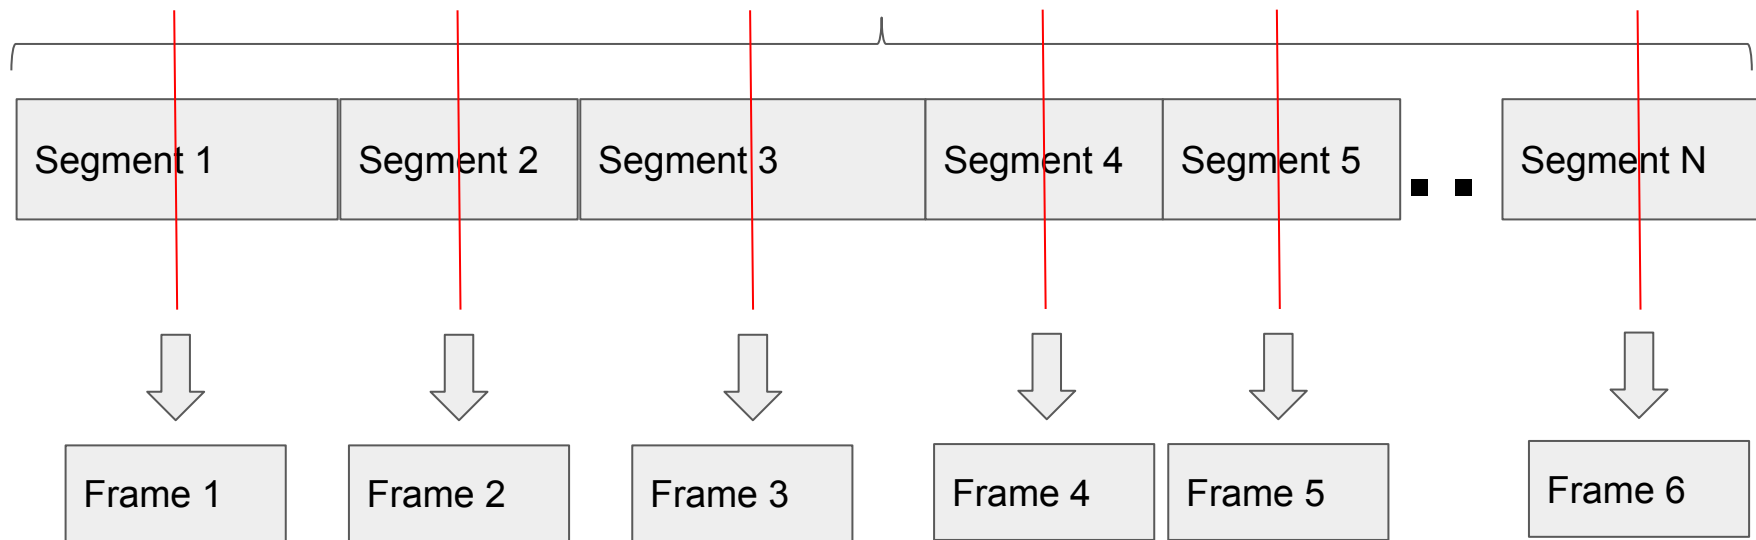 Segment 1
Segment 2
Segment 3
Segment 4
Segment 5
Segment N
Frame 1
Frame 2
Frame 3
Frame 4
Frame 5
Frame 6